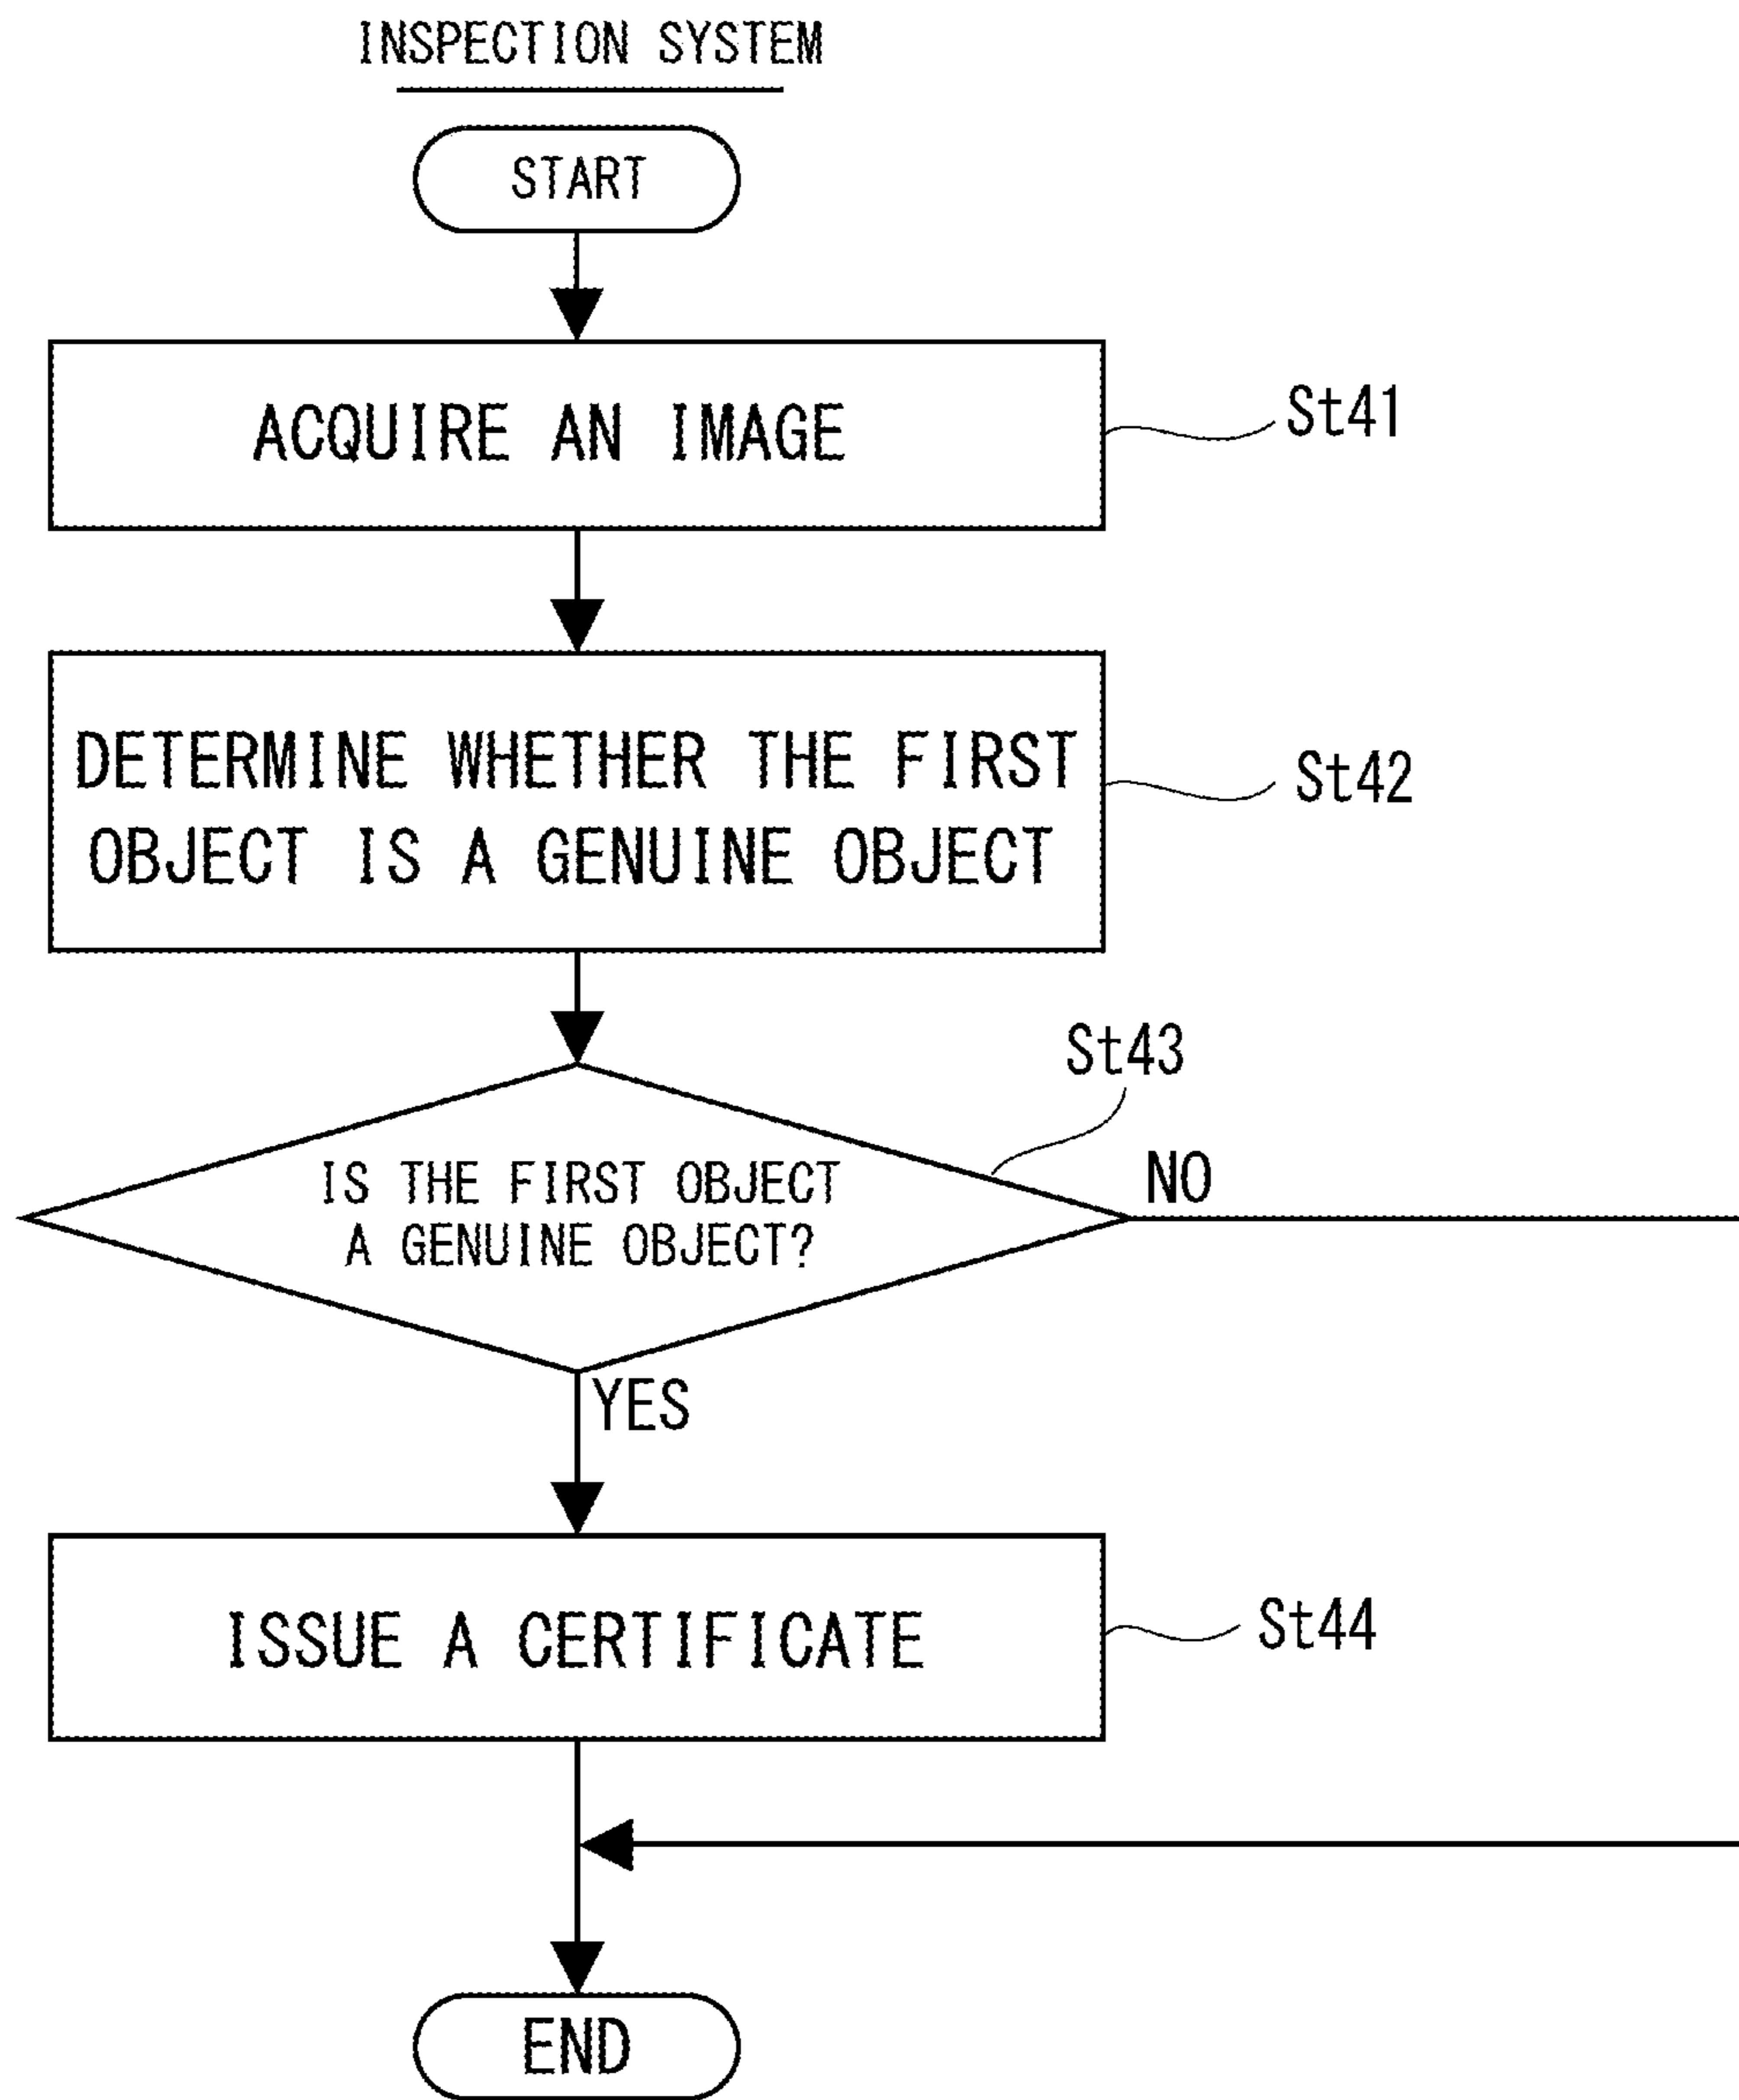 INSPECTION SYSTEM
START
ACQUIRE AN IMAGE
St41
DETERMINE WHETHER THE FIRST
OBJECT IS A GENUINE OBJECT
St42
St43
IS THE FIRST OBJECT
A GENUINE OBJECT?
NO
YES
ISSUE A CERTIFICATE
St44
END